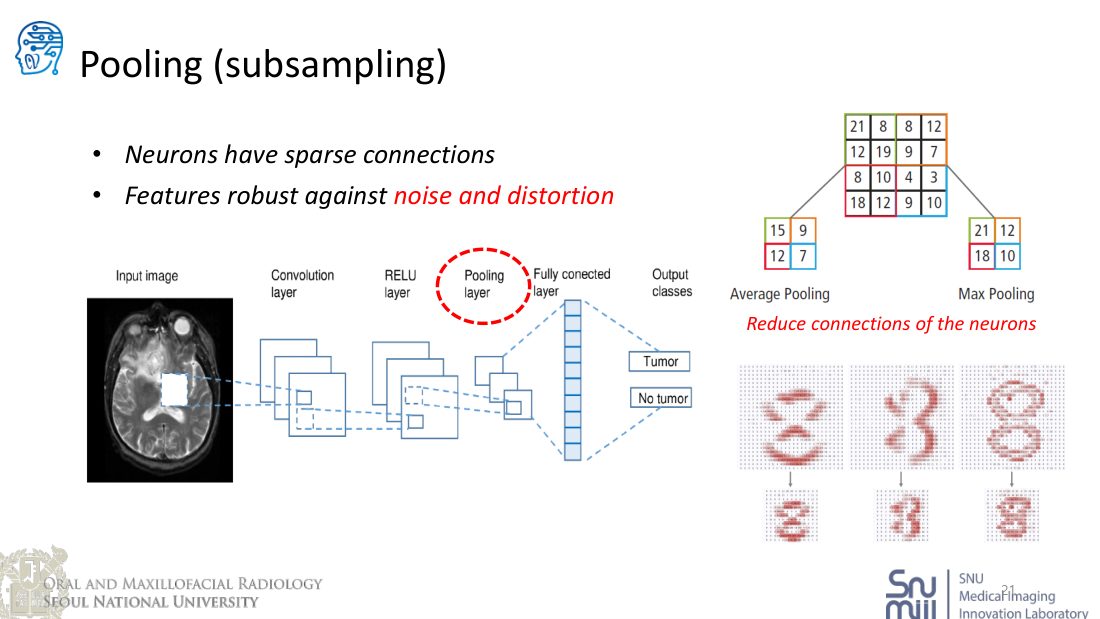 Pooling (subsampling)
• Neurons have sparse connections
• Features robust against noise and distortion
21 8 8 12
12 19 9 7
8 10 4 3
18 12 9 10
15 9
12 7
21 12
18 10
Average Pooling
Max Pooling
Reduce connections of the neurons
Input image
Convolution
layer
RELU
layer
Pooling
layer
Fully conected
layer
Output
classes
Tumor
No tumor
ORAL AND MAXILLOFACIAL RADIOLOGY
SEOUL NATIONAL UNIVERSITY
SNU
miil
SNU
Medical Imaging
Innovation Laboratory
21